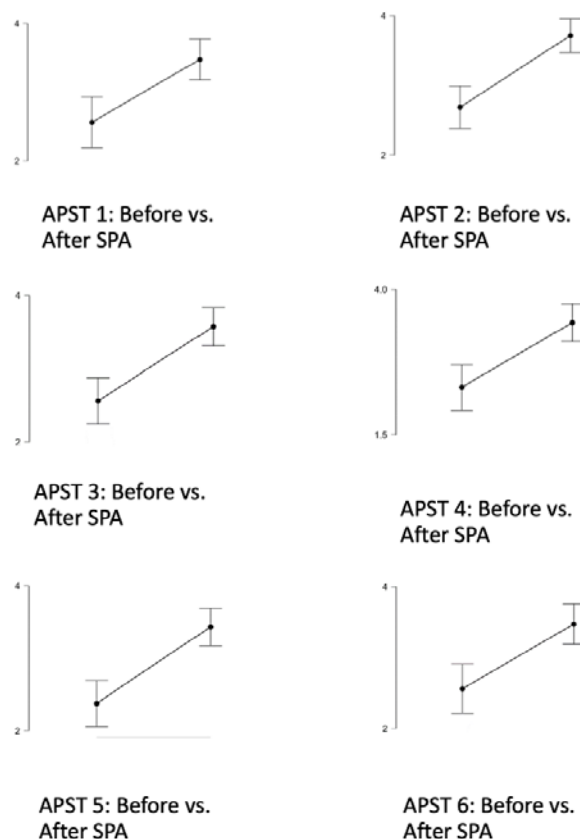 4
2
APST 1: Before vs.
After SPA
4
2
APST 2: Before vs.
After SPA
4
2
APST 3: Before vs.
After SPA
4.0
1.5
APST 4: Before vs.
After SPA
4
2
APST 5: Before vs.
After SPA
4
2
APST 6: Before vs.
After SPA